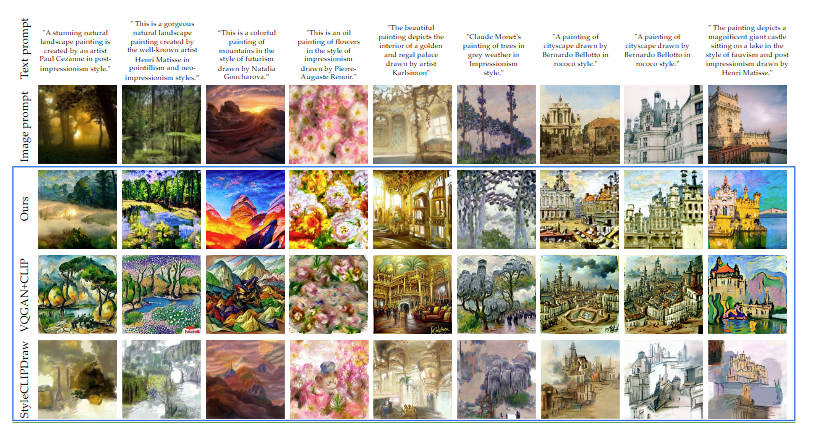 Text prompt
"A stunning natural
landscape painting is
created by an artist
Paul Cezanne in post-
impressionism style."
" This is a gorgeous
natural landscape
painting created by
the well-known artist
Henri Matisse in
pointillism and neo-
impressionism styles."
"This is a colorful
painting of
mountains in the
style of futurism
drawn by Natalia
Goncharova."
"This is an oil
painting of flowers
in the style of
impressionism
drawn by Pierre-
Auguste Renoir."
"The beautiful
painting depicts the
interior of a golden
and regal palace
drawn by artist
Karlsimon"
"Claude Monet's
painting of trees in
grey weather in
Impressionism
style."
"A painting of
cityscape drawn by
Bernardo Bellotto in
rococo style."
"A painting of
cityscape drawn by
Bernardo Bellotto in
rococo style."
" The painting depicts a
magnificent giant castle
sitting on a lake in the
style of fauvism and post
impressionism drawn by
Henri Matisse."
Image prompt
Ours
VQGAN+CLIP
StyleCLIPDraw